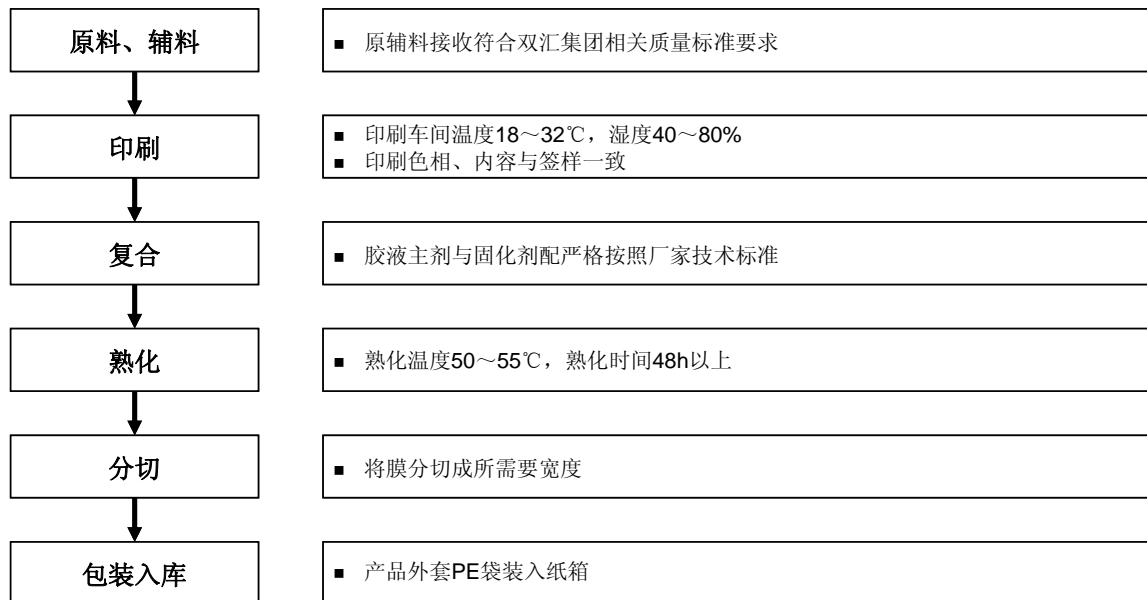 原料、辅料
■ 原辅料接收符合双汇集团相关质量标准要求
印刷
■ 印刷车间温度18～32℃，湿度40～80%
■ 印刷色相、内容与签样一致
复合
■ 胶液主剂与固化剂配严格按照厂家技术标准
熟化
■ 熟化温度50～55℃，熟化时间48h以上
分切
■ 将膜分切成所需要宽度
包装入库
■ 产品外套PE袋装入纸箱